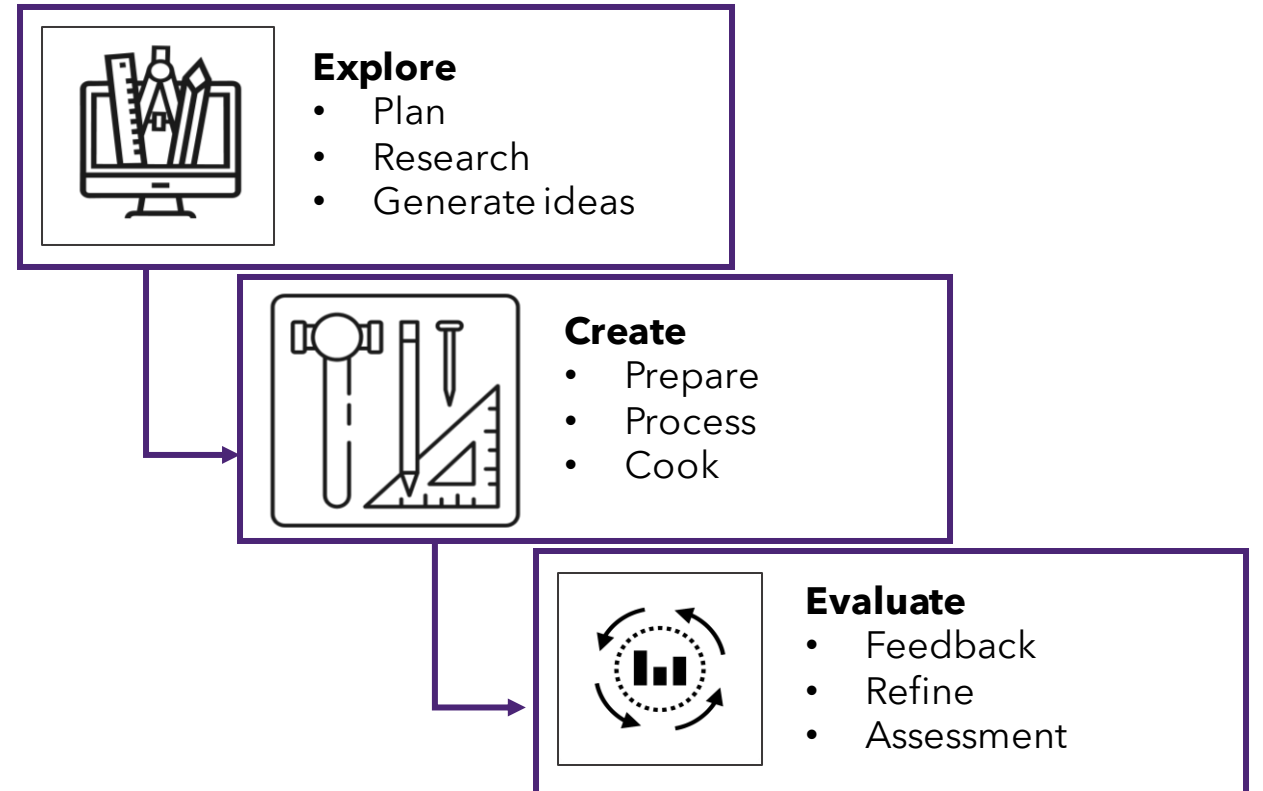 Explore
• Plan
• Research
• Generate ideas
Create
• Prepare
• Process
• Cook
Evaluate
• Feedback
• Refine
• Assessment